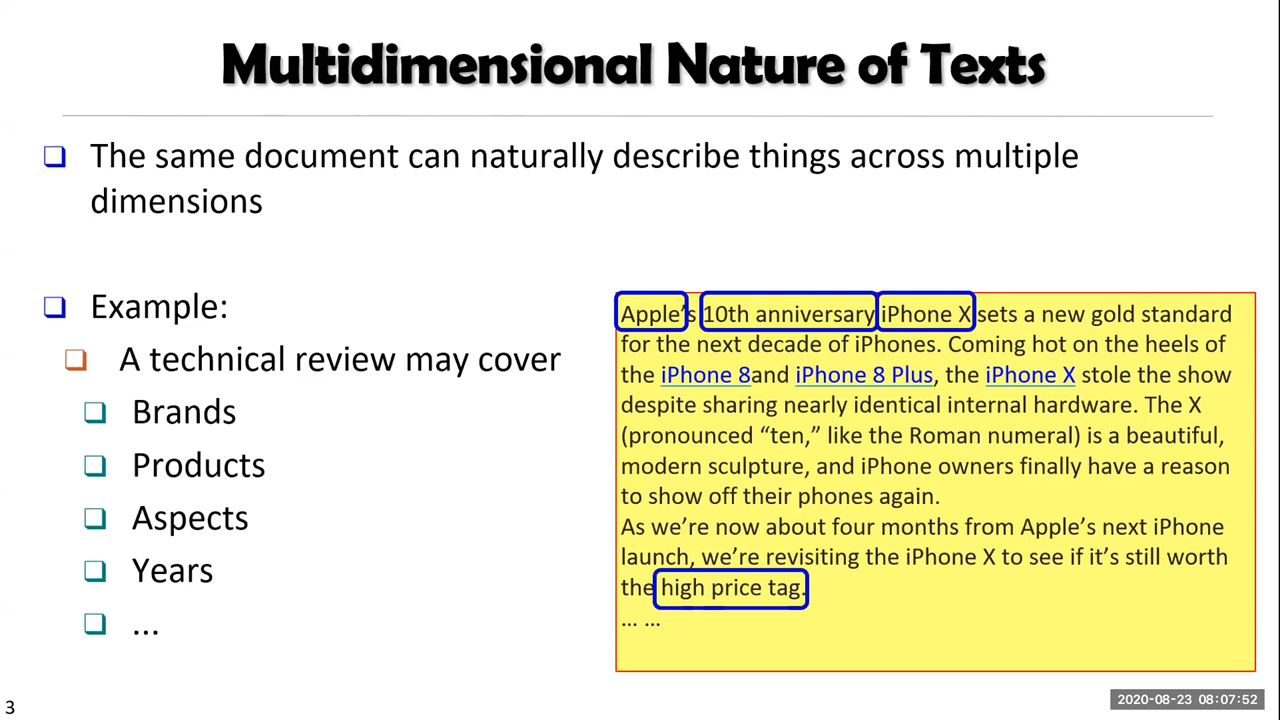 Multidimensional Nature of Texts
❑ The same document can naturally describe things across multiple
dimensions
❑ Example:
❑ A technical review may cover
❑ Brands
❑ Products
❑ Aspects
❑ Years
❑ ...
Apple's 10th anniversary iPhone X sets a new gold standard
for the next decade of iPhones. Coming hot on the heels of
the iPhone 8and iPhone 8 Plus, the iPhone X stole the show
despite sharing nearly identical internal hardware. The X
(pronounced “ten,” like the Roman numeral) is a beautiful,
modern sculpture, and iPhone owners finally have a reason
to show off their phones again.
As we’re now about four months from Apple’s next iPhone
launch, we’re revisiting the iPhone X to see if it’s still worth
the high price tag.
... ...
3
2020-08-23 08:07:52